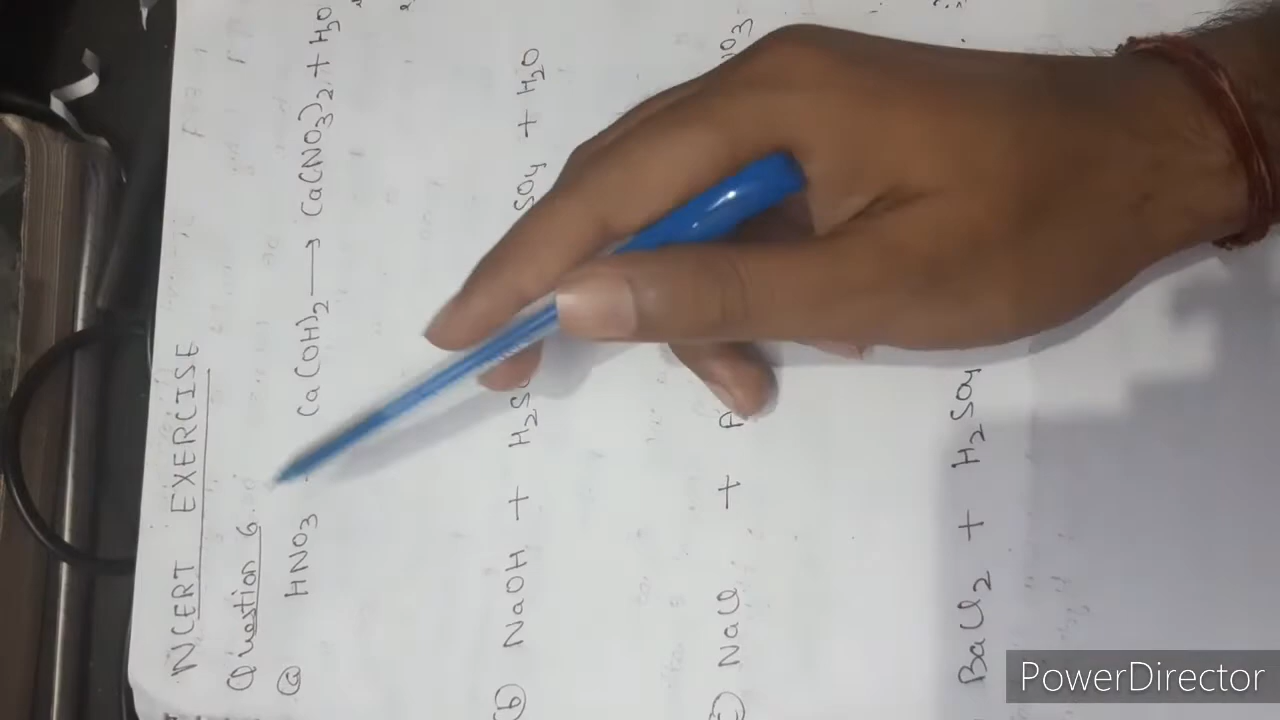 NCERT EXERCISE
Question 6.
(a) HNO3 Ca(OH)2 → Ca(NO3)2 + H2O
(b) NaOH + H2S SO4 + H2O
(c) NaCl + NO3
BaCl2 + H2SO4
PowerDirector